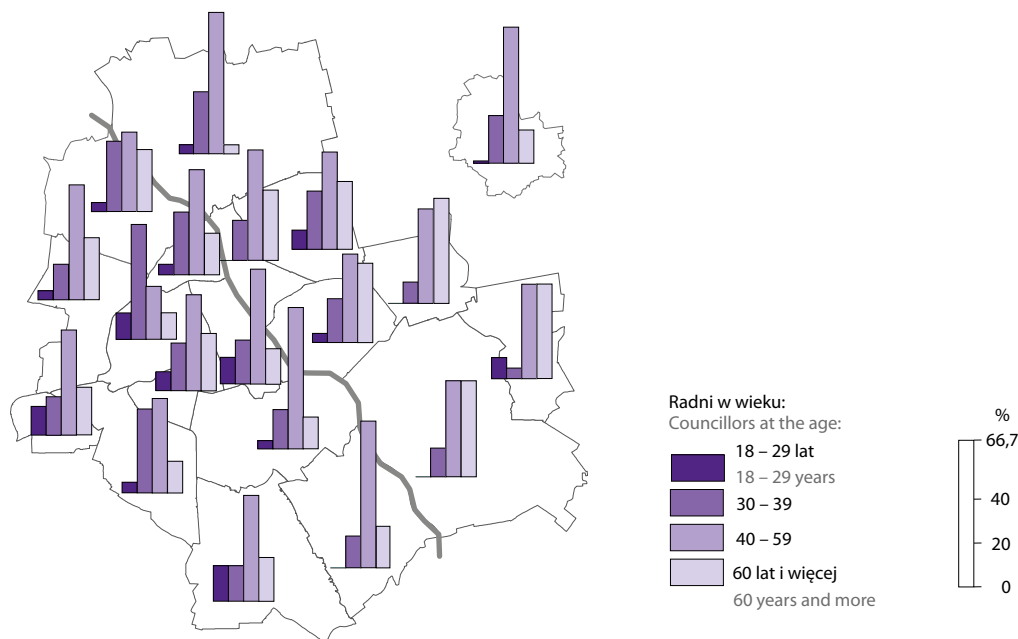 Radni w wieku:
Councillors at the age:
18 – 29 lat
18 – 29 years
30 – 39
40 – 59
60 lat i więcej
60 years and more
%
66,7
40
20
0